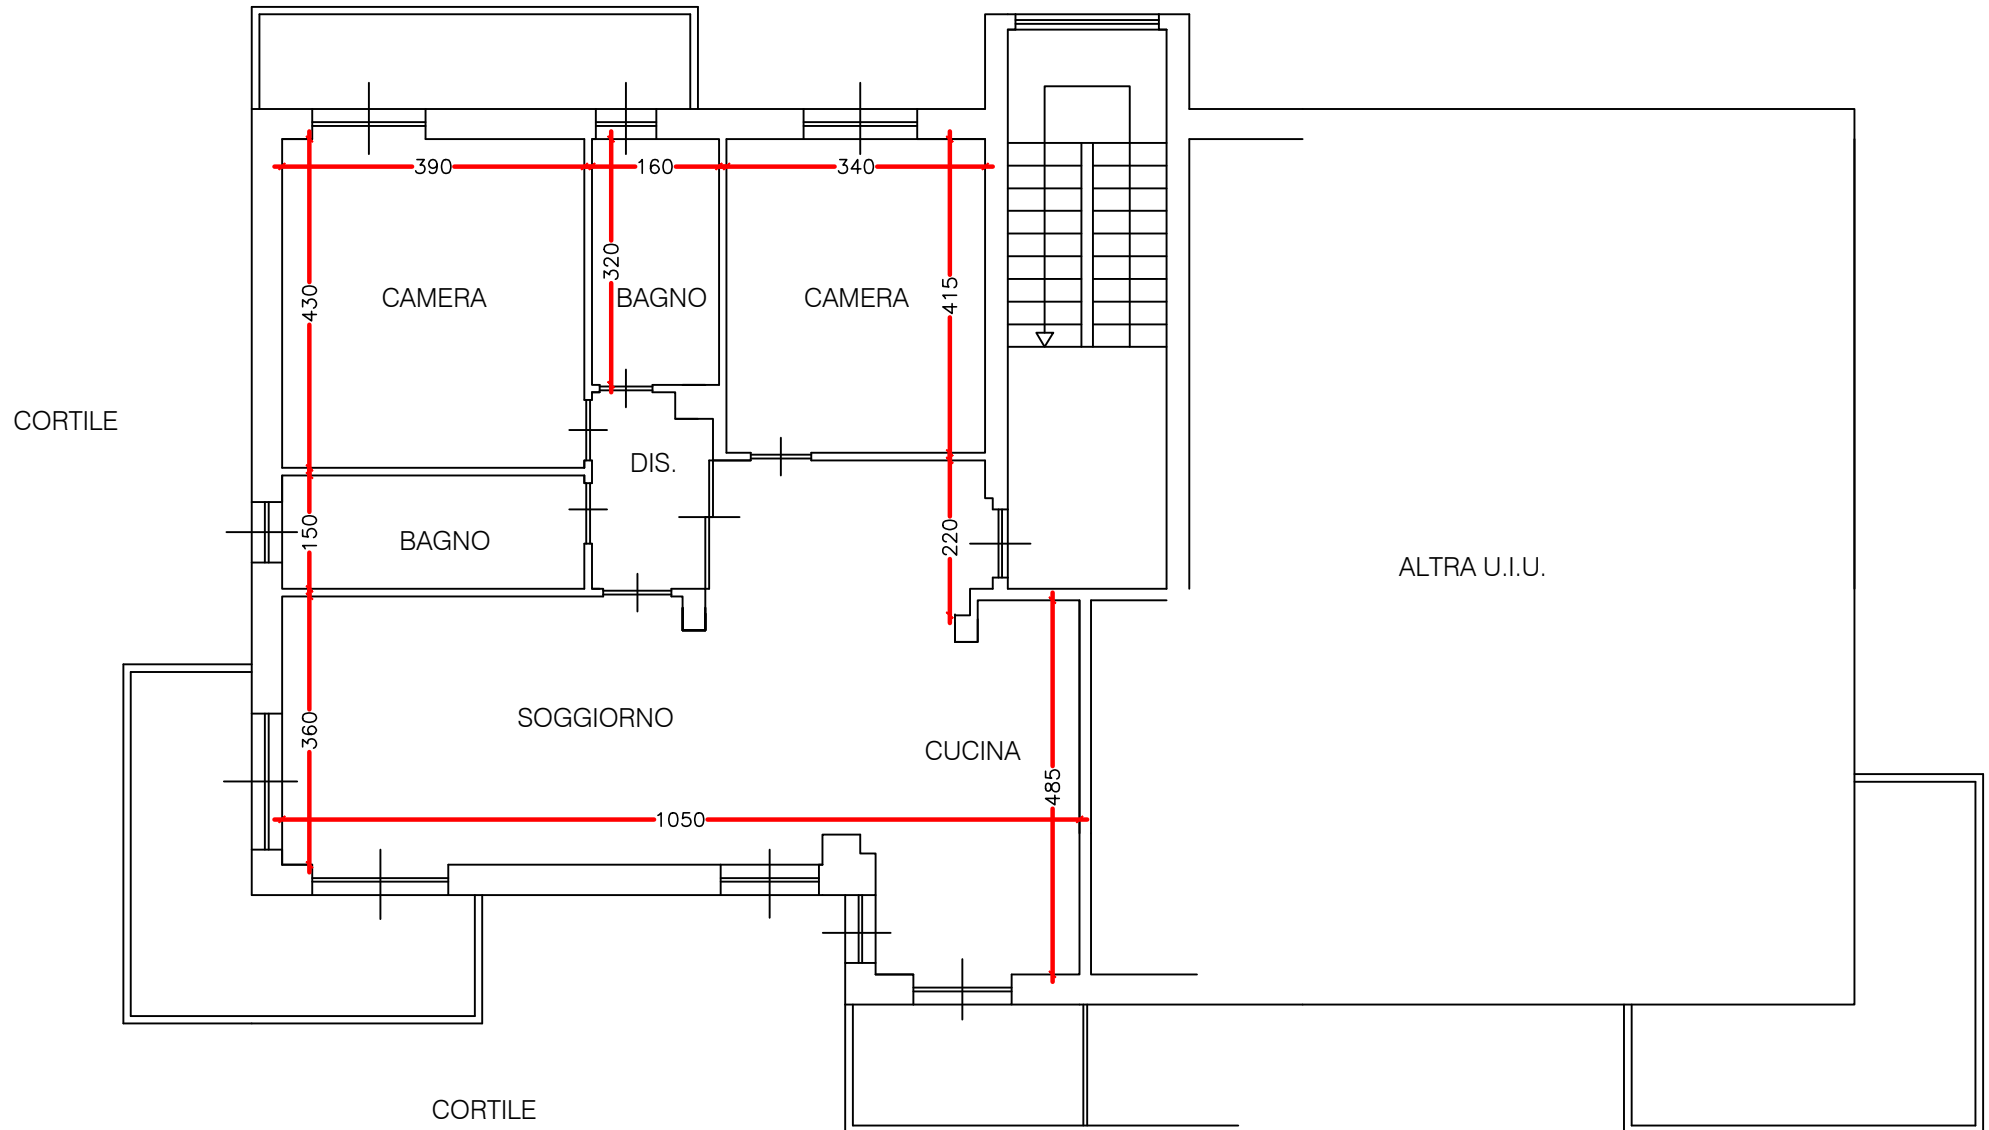 390
160
340
320
430
415
CAMERA
BAGNO
CAMERA
CORTILE
DIS.
150
BAGNO
220
ALTRA U.I.U.
360
SOGGIORNO
CUCINA
485
1050
CORTILE